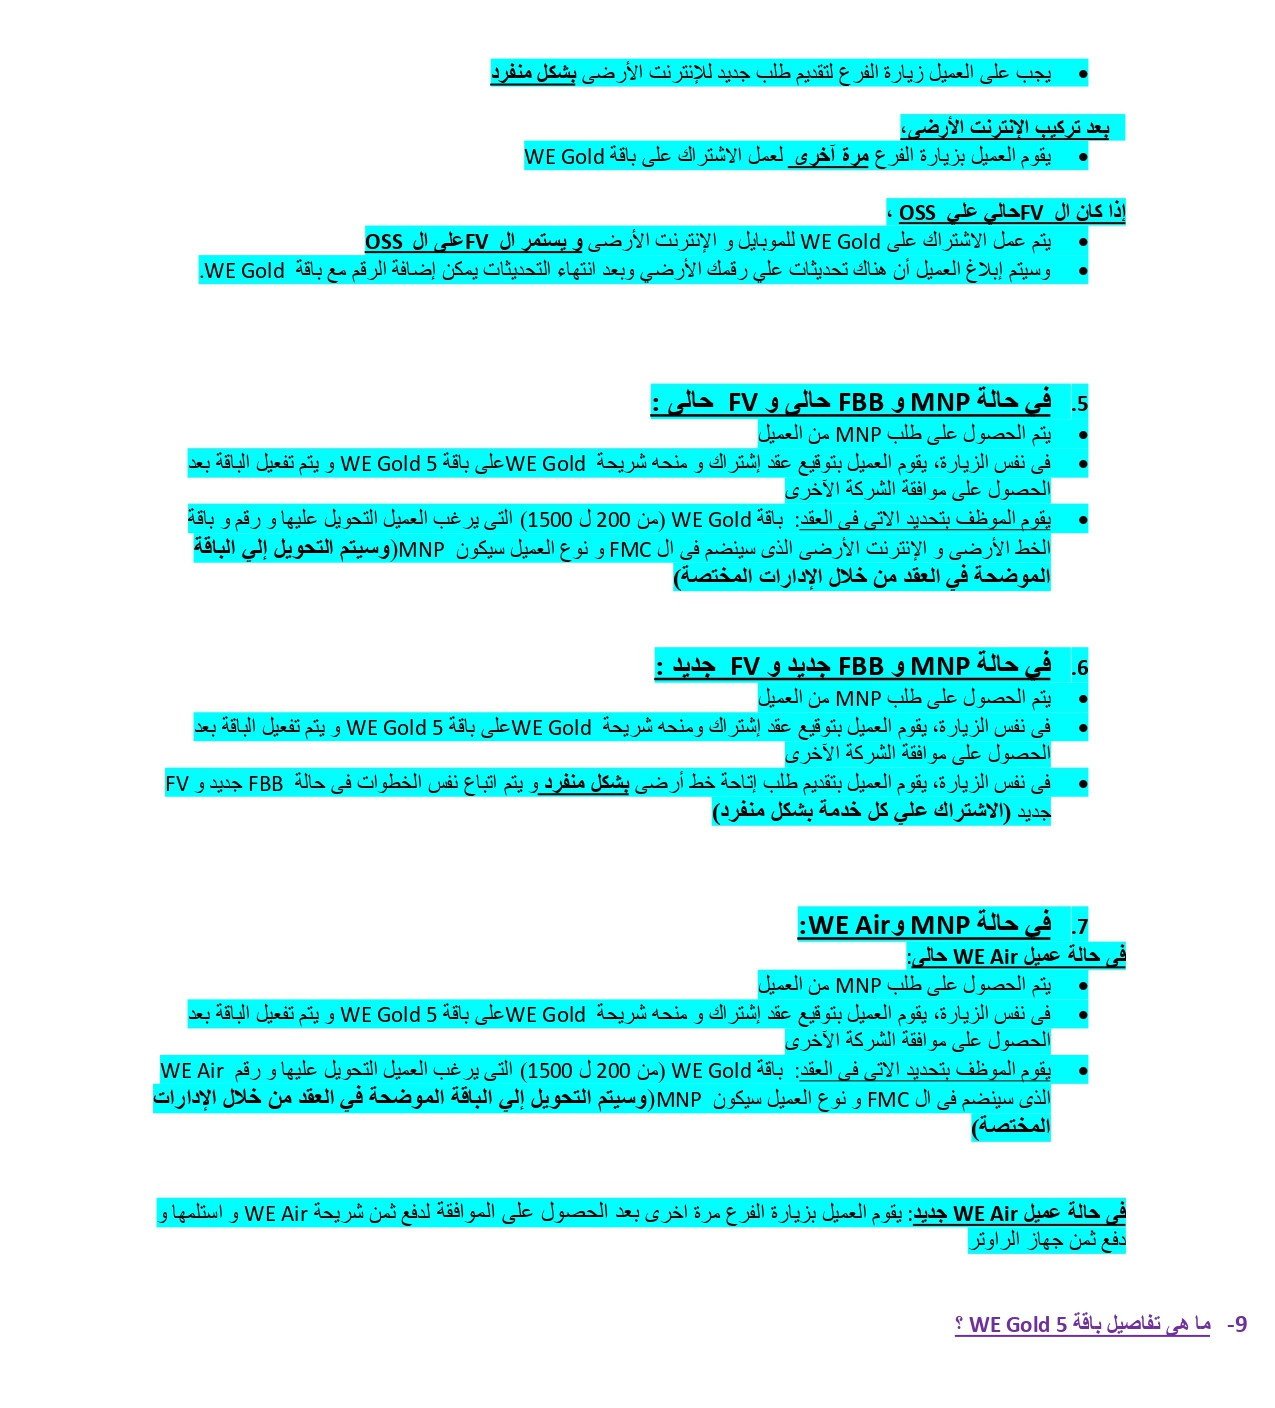 • يجب على العميل زيارة الفرع لتقديم طلب جديد للإنترنت الأرضى بشكل منفرد
بعد تركيب الإنترنت الأرضى،
• يقوم العميل بزيارة الفرع مرة آخرى لعمل الاشتراك على باقة WE Gold
إذا كان ال FV حالي علي OSS ،
• يتم عمل الاشتراك على WE Gold للموبايل و الإنترنت الأرضى و يستمر ال FV على ال OSS
• وسيتم إبلاغ العميل أن هناك تحديثات علي رقمك الأرضي وبعد انتهاء التحديثات يمكن إضافة الرقم مع باقة WE Gold.
5. في حالة MNP و FBB حالى و FV حالى :
• يتم الحصول على طلب MNP من العميل
• فى نفس الزيارة، يقوم العميل بتوقيع عقد إشتراك و منحه شريحة WE Gold على باقة WE Gold 5 و يتم تفعيل الباقة بعد
الحصول على موافقة الشركة الآخرى
• يقوم الموظف بتحديد الاتى فى العقد: باقة WE Gold (من 200 ل 1500) التى يرغب العميل التحويل عليها و رقم و باقة
الخط الأرضى و الإنترنت الأرضى الذى سينضم فى ال FMC و نوع العميل سيكون MNP (وسيتم التحويل إلي الباقة
الموضحة في العقد من خلال الإدارات المختصة)
6. في حالة MNP و FBB جديد و FV جديد :
• يتم الحصول على طلب MNP من العميل
• فى نفس الزيارة، يقوم العميل بتوقيع عقد إشتراك ومنحه شريحة WE Gold على باقة WE Gold 5 و يتم تفعيل الباقة بعد
الحصول على موافقة الشركة الآخرى
• فى نفس الزيارة، يقوم العميل بتقديم طلب إتاحة خط أرضى بشكل منفرد و يتم اتباع نفس الخطوات فى حالة FBB جديد و FV
جديد (الاشتراك علي كل خدمة بشكل منفرد)
7. في حالة MNP و WE Air:
فى حالة عميل WE Air حالى:
• يتم الحصول على طلب MNP من العميل
• فى نفس الزيارة، يقوم العميل بتوقيع عقد إشتراك و منحه شريحة WE Gold على باقة WE Gold 5 و يتم تفعيل الباقة بعد
الحصول على موافقة الشركة الآخرى
• يقوم الموظف بتحديد الاتى فى العقد: باقة WE Gold (من 200 ل 1500) التى يرغب العميل التحويل عليها و رقم WE Air
الذى سينضم فى ال FMC و نوع العميل سيكون MNP (وسيتم التحويل إلي الباقة الموضحة في العقد من خلال الإدارات
المختصة)
فى حالة عميل WE Air جديد: يقوم العميل بزيارة الفرع مرة اخرى بعد الحصول على الموافقة لدفع ثمن شريحة WE Air و استلمها و
دفع ثمن جهاز الراوتر
9- ما هى تفاصيل باقة WE Gold 5 ؟